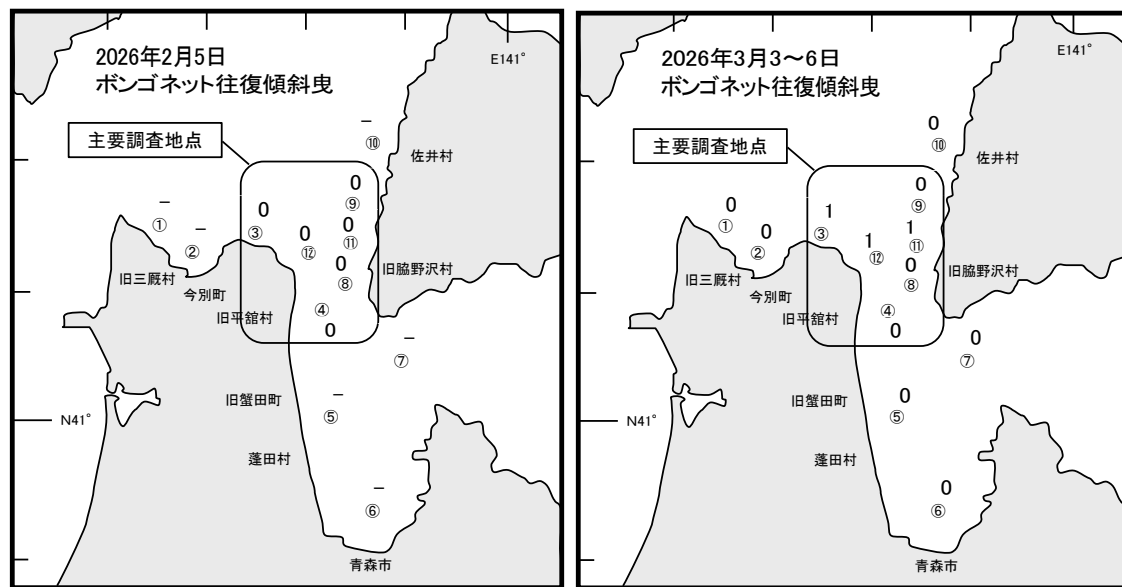 2026年2月5日
ボンゴネット往復傾斜曳
E141°
主要調査地点
佐井村
－
⑩
0
⑨
－
①
0
③
0
⑪
－
②
0
⑫
0
⑧
旧三厩村
今別町
旧平舘村
旧脇野沢村
④
0
－
⑦
－
⑤
旧蟹田町
N41°
蓬田村
－
⑥
青森市
2026年3月3～6日
ボンゴネット往復傾斜曳
E141°
主要調査地点
佐井村
0
⑩
0
⑨
0
①
1
③
1
⑪
0
②
1
⑫
0
⑧
旧三厩村
今別町
旧平舘村
旧脇野沢村
④
0
0
⑦
0
⑤
旧蟹田町
N41°
蓬田村
0
⑥
青森市